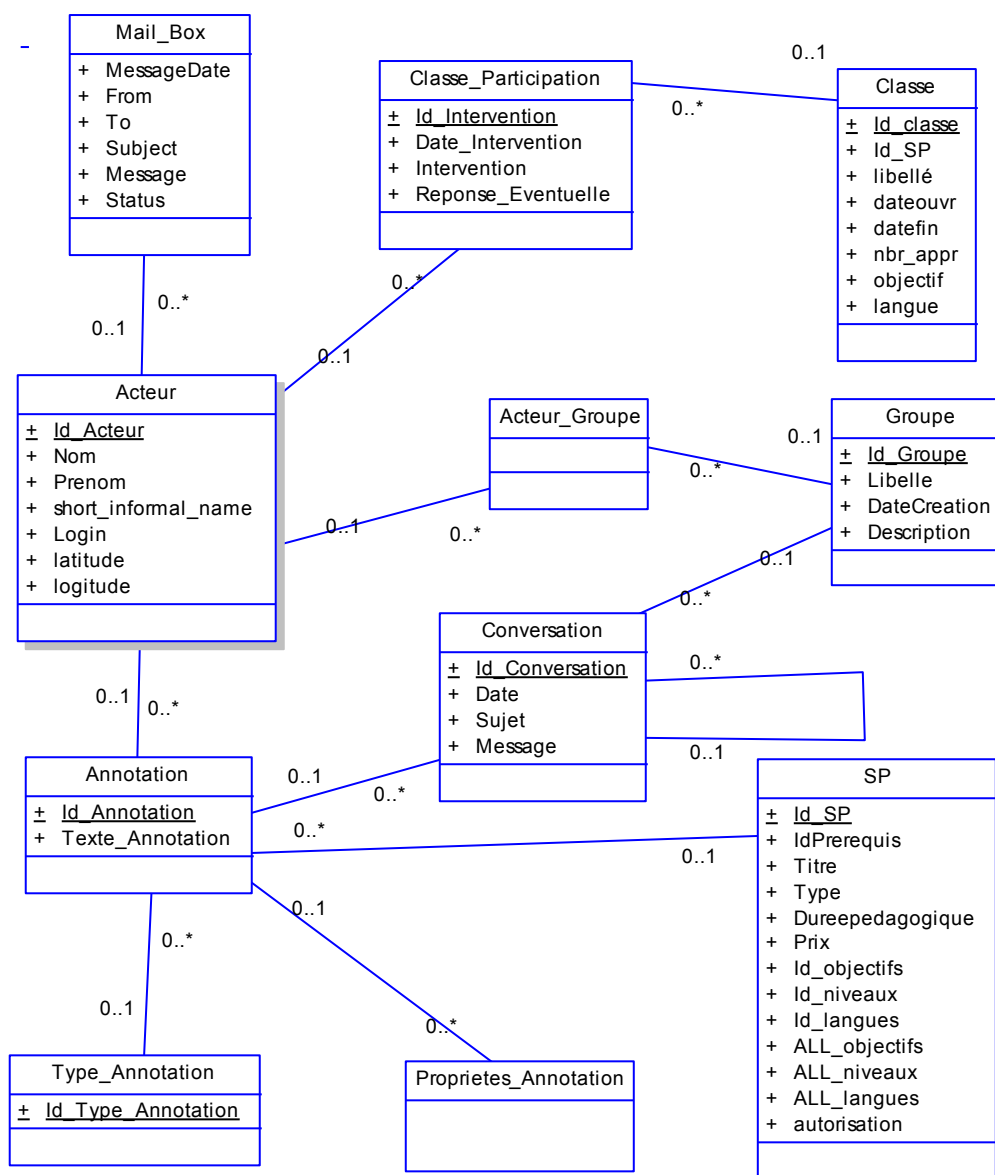 Mail_Box
+ MessageDate
+ From
+ To
+ Subject
+ Message
+ Status
0..*
0..1
Classe_Participation
+ Id_Intervention
+ Date_Intervention
+ Intervention
+ Reponse_Eventuelle
0..1
0..*
Classe
+ Id_classe
+ Id_SP
+ libellé
+ dateouvr
+ datefin
+ nbr_appr
+ objectif
+ langue
0..*
0..1
Acteur
+ Id_Acteur
+ Nom
+ Prenom
+ short_informal_name
+ Login
+ latitude
+ logitude
Acteur_Groupe
0..1
0..*
0..1
0..*
Groupe
+ Id_Groupe
+ Libelle
+ DateCreation
+ Description
0..1
0..*
Conversation
+ Id_Conversation
+ Date
+ Sujet
+ Message
0..*
0..1
0..1
0..*
Annotation
+ Id_Annotation
+ Texte_Annotation
0..1
0..*
0..*
0..1
SP
+ Id_SP
+ IdPrerequis
+ Titre
+ Type
+ Dureepedagogique
+ Prix
+ Id_objectifs
+ Id_niveaux
+ Id_langues
+ ALL_objectifs
+ ALL_niveaux
+ ALL_langues
+ autorisation
0..1
0..*
0..*
0..1
Type_Annotation
+ Id_Type_Annotation
Proprietes_Annotation